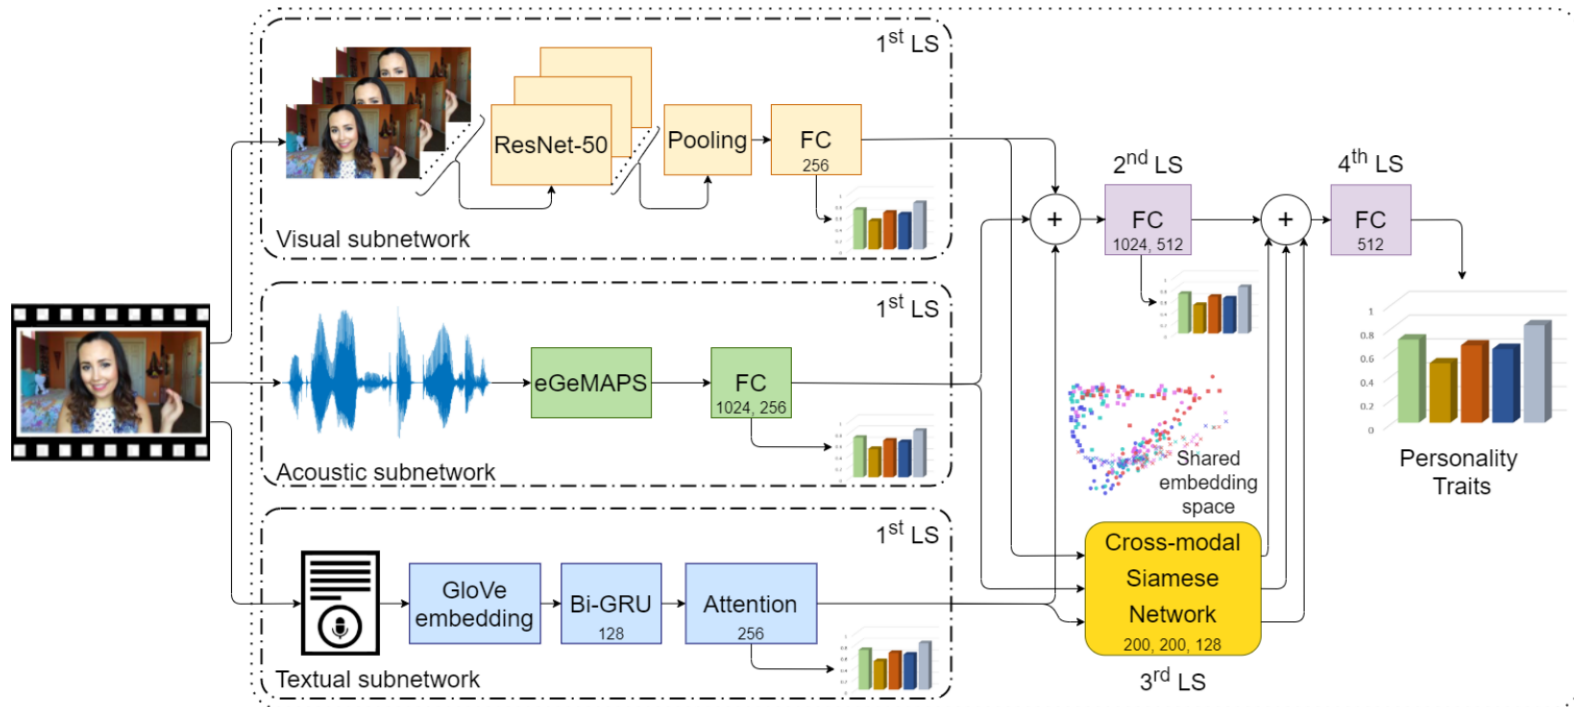 1st LS
ResNet-50
Pooling
FC
256
Visual subnetwork
1st LS
eGeMAPS
FC
1024, 256
Acoustic subnetwork
1st LS
GloVe
embedding
Bi-GRU
128
Attention
256
Textual subnetwork
+
2nd LS
FC
1024, 512
Shared
embedding
space
Cross-modal
Siamese
Network
200, 200, 128
3rd LS
+
4th LS
FC
512
1
0.8
0.6
0.4
0.2
0
Personality
Traits